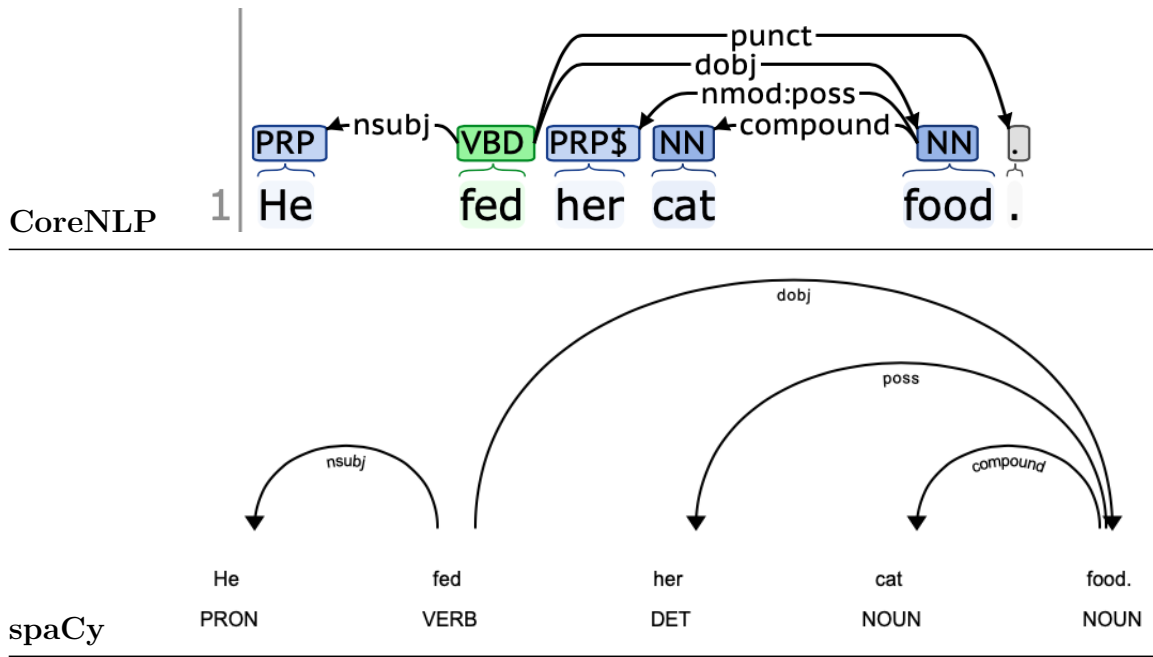 punct
dobj
nmod:poss
PRP nsubj VBD PRP$ NN compound NN .
CoreNLP 1 He fed her cat food .
dobj
poss
nsubj compound
He fed her cat food.
PRON VERB DET NOUN NOUN
spaCy